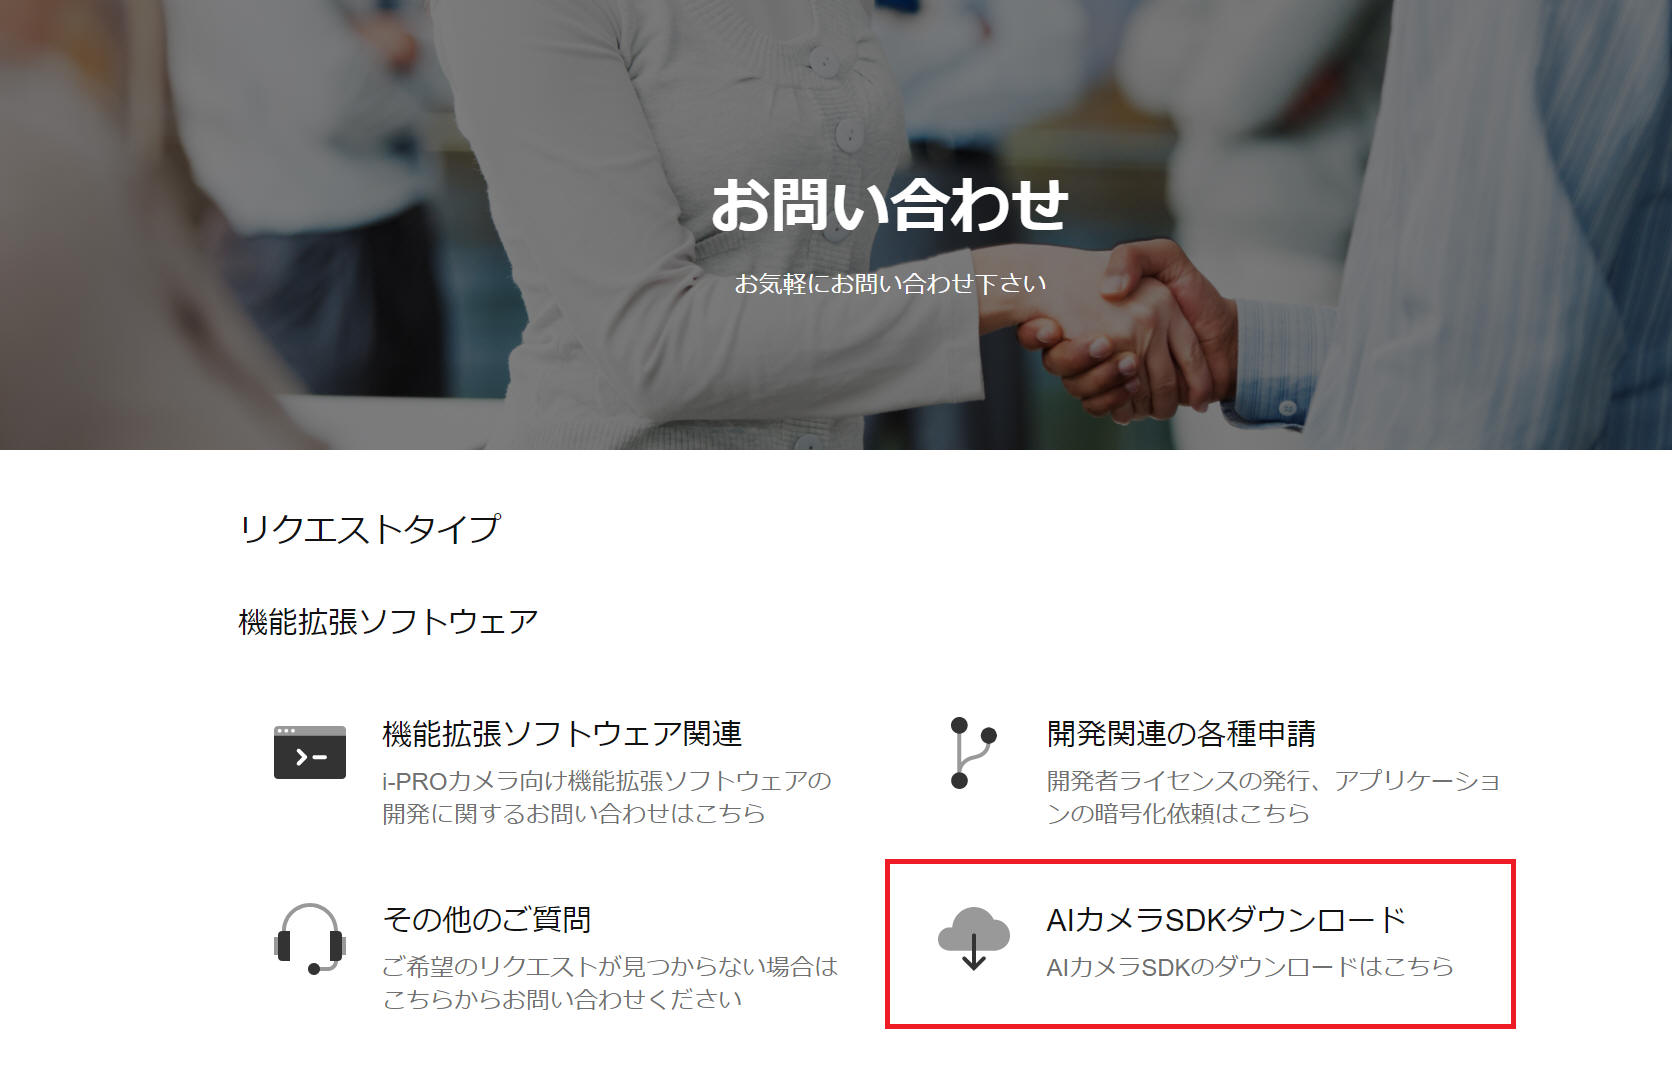 お問い合わせ
お気軽にお問い合わせ下さい
リクエストタイプ
機能拡張ソフトウェア
機能拡張ソフトウェア関連
i-PROカメラ向け機能拡張ソフトウェアの
開発に関するお問い合わせはこちら
開発関連の各種申請
開発者ライセンスの発行、アプリケーショ
ンの暗号化依頼はこちら
その他のご質問
ご希望のリクエストが見つからない場合は
こちらからお問い合わせください
AIカメラSDKダウンロード
AIカメラSDKのダウンロードはこちら